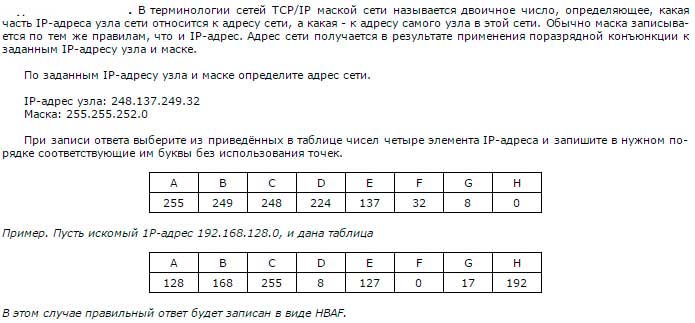 . В терминологии сетей TCP/IP маской сети называется двоичное число, определяющее, какая
часть IP-адреса узла сети относится к адресу сети, а какая - к адресу самого узла в этой сети. Обычно маска записыва-
ется по тем же правилам, что и IP-адрес. Адрес сети получается в результате применения поразрядной конъюнкции к
заданным IP-адресу узла и маске.
По заданным IP-адресу узла и маске определите адрес сети.
IP-адрес узла: 248.137.249.32
Маска: 255.255.252.0
При записи ответа выберите из приведённых в таблице чисел четыре элемента IP-адреса и запишите в нужном по-
рядке соответствующие им буквы без использования точек.
A B C D E F G H
255 249 248 224 137 32 8 0
Пример. Пусть искомый 1Р-адрес 192.168.128.0, и дана таблица
A B C D E F G H
128 168 255 8 127 0 17 192
В этом случае правильный ответ будет записан в виде HBAF.